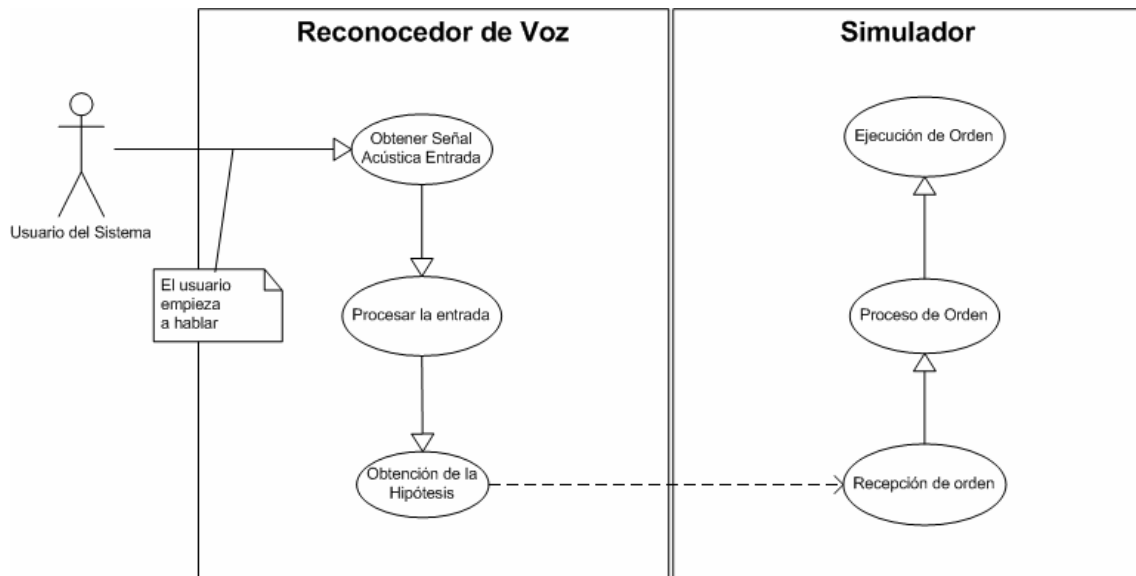 Reconocedor de Voz
Simulador
Obtener Señal
Acústica Entrada
Ejecución de Orden
Usuario del Sistema
El usuario
empieza
a hablar
Procesar la entrada
Proceso de Orden
Obtención de la
Hipótesis
Recepción de orden